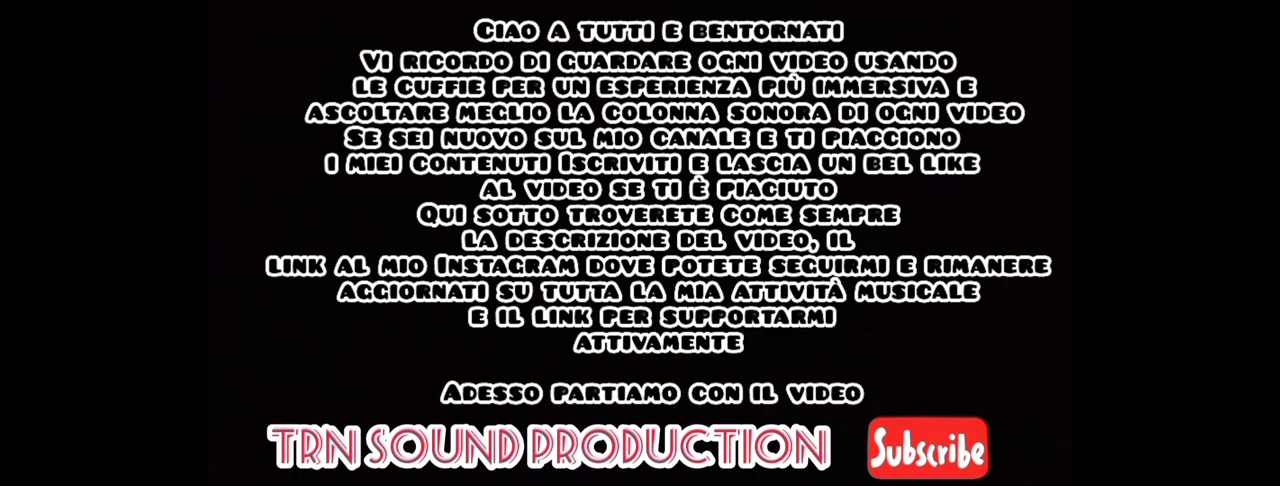 Ciao a tutti e bentornati
Vi ricordo di guardare ogni video usando
le cuffie per un esperienza più immersiva e
ascoltare meglio la colonna sonora di ogni video
Se sei nuovo sul mio canale e ti piacciono
i miei contenuti Iscriviti e lascia un bel like
al video se ti è piaciuto
Qui sotto troverete come sempre
la descrizione del video, il
link al mio Instagram dove potete seguirmi e rimanere
aggiornati su tutta la mia attività musicale
e il link per supportarmi
attivamente
Adesso partiamo con il video
TRN SOUND PRODUCTION
Subscribe